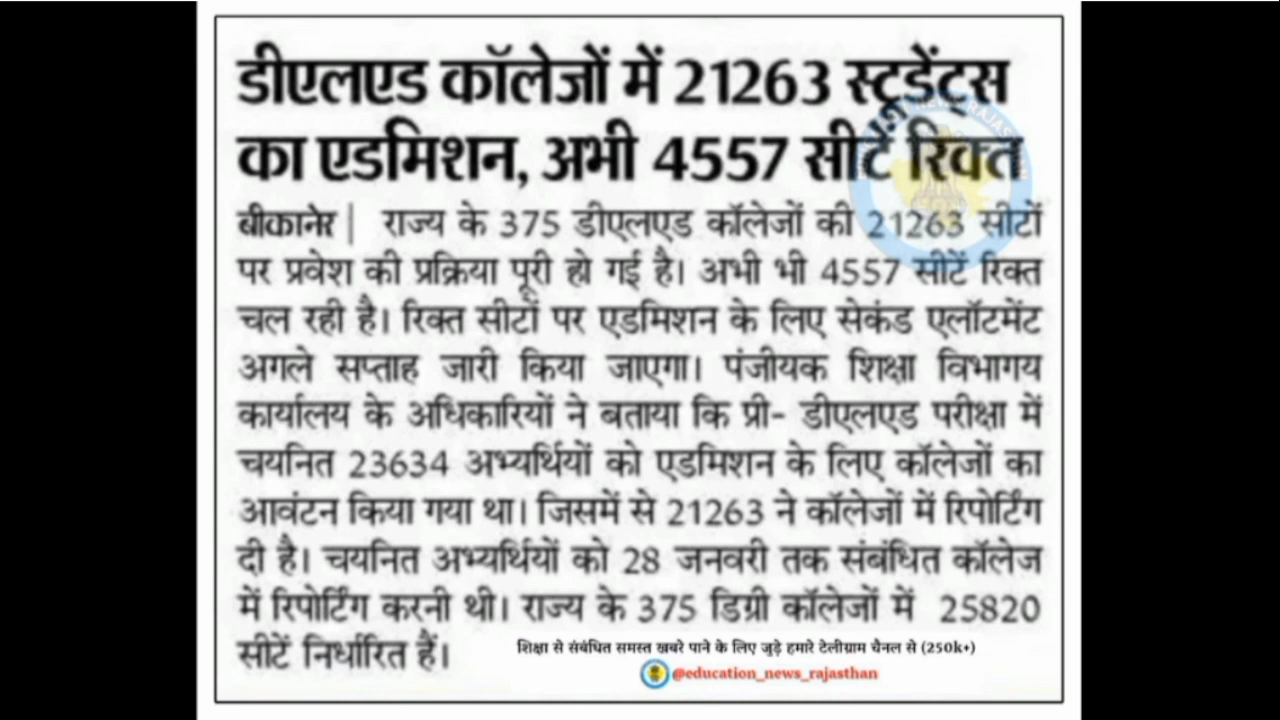 डीएलएड कॉलेजों में 21263 स्टूडेंट्स
का एडमिशन, अभी 4557 सीटें रिक्त
बीकानेर | राज्य के 375 डीएलएड कॉलेजों की 21263 सीटों
पर प्रवेश की प्रक्रिया पूरी हो गई है। अभी भी 4557 सीटें रिक्त
चल रही है। रिक्त सीटों पर एडमिशन के लिए सेकंड एलॉटमेंट
अगले सप्ताह जारी किया जाएगा। पंजीयक शिक्षा विभागय
कार्यालय के अधिकारियों ने बताया कि प्री- डीएलएड परीक्षा में
चयनित 23634 अभ्यर्थियों को एडमिशन के लिए कॉलेजों का
आवंटन किया गया था। जिसमें से 21263 ने कॉलेजों में रिपोर्टिंग
दी है। चयनित अभ्यर्थियों को 28 जनवरी तक संबंधित कॉलेज
में रिपोर्टिंग करनी थी। राज्य के 375 डिग्री कॉलेजों में 25820
सीटें निर्धारित हैं।
शिक्षा से संबंधित समस्त खबरे पाने के लिए जुड़े हमारे टेलीग्राम चैनल से (250k+)
@education_news_rajasthan